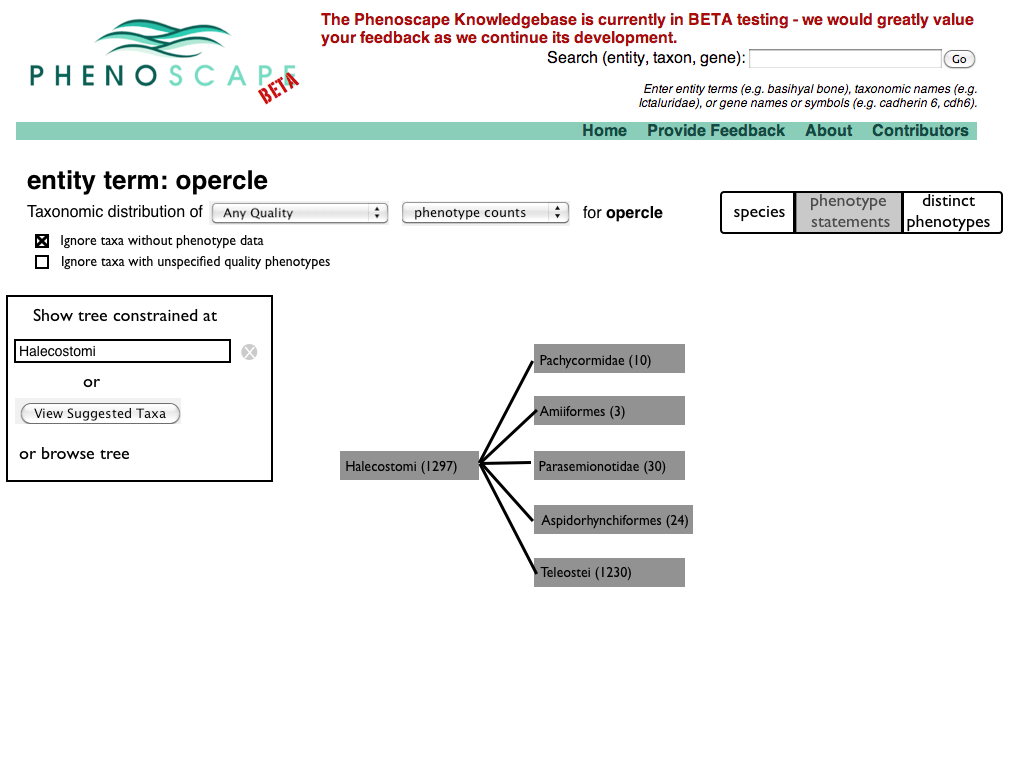 The Phenoscape Knowledgebase is currently in BETA testing - we would greatly value
your feedback as we continue its development.
PHENOSCAPE
BETA
Search (entity, taxon, gene):
Go
Enter entity terms (e.g. basihyal bone), taxonomic names (e.g.
Ictaluridae), or gene names or symbols (e.g. cadherin 6, cdh6).
Home Provide Feedback About Contributors
entity term: opercle
Taxonomic distribution of Any Quality phenotype counts for opercle
species
phenotype
statements
distinct
phenotypes
Ignore taxa without phenotype data
Ignore taxa with unspecified quality phenotypes
Show tree constrained at
Halecostomi
or
View Suggested Taxa
or browse tree
Halecostomi (1297)
Pachycormidae (10)
Amiiformes (3)
Parasemionotidae (30)
Aspidorhynchiformes (24)
Teleostei (1230)